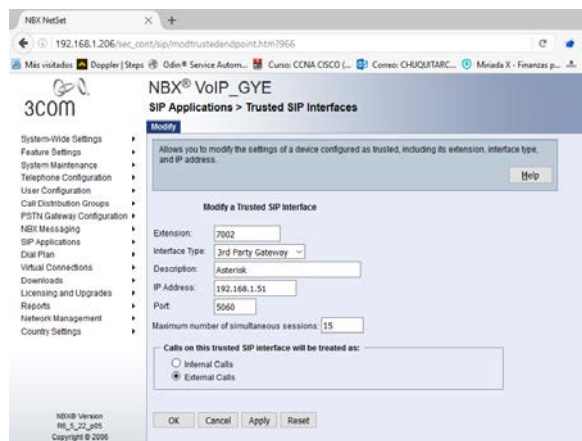 NBX NetSet
192.168.1.206/sec_cont/sip/modtrustedendpoint.htm?966
Más visitados Doppler | Steps Odin® Service Autom... Curso: CCNA CISCO (... Correo: CHUQUITARC... Miriada X - Finanzas p...
3COM
NBX® VoIP_GYE
SIP Applications > Trusted SIP Interfaces
Modify
Allows you to modify the settings of a device configured as trusted, including its extension, interface type, and IP address.
Help
System-Wide Settings
Feature Settings
System Maintenance
Telephone Configuration
User Configuration
Call Distribution Groups
PSTN Gateway Configuration
NBX Messaging
SIP Applications
Dial Plan
Virtual Connections
Downloads
Licensing and Upgrades
Reports
Network Management
Country Settings
Modify a Trusted SIP Interface
Extension: 7002
Interface Type: 3rd Party Gateway
Description: Asterisk
IP Address: 192.168.1.51
Port: 5060
Maximum number of simultaneous sessions: 15
Calls on this trusted SIP interface will be treated as:
Internal Calls
External Calls
OK Cancel Apply Reset
NBX® Version
R6_5_22_p05
Copyright © 2006